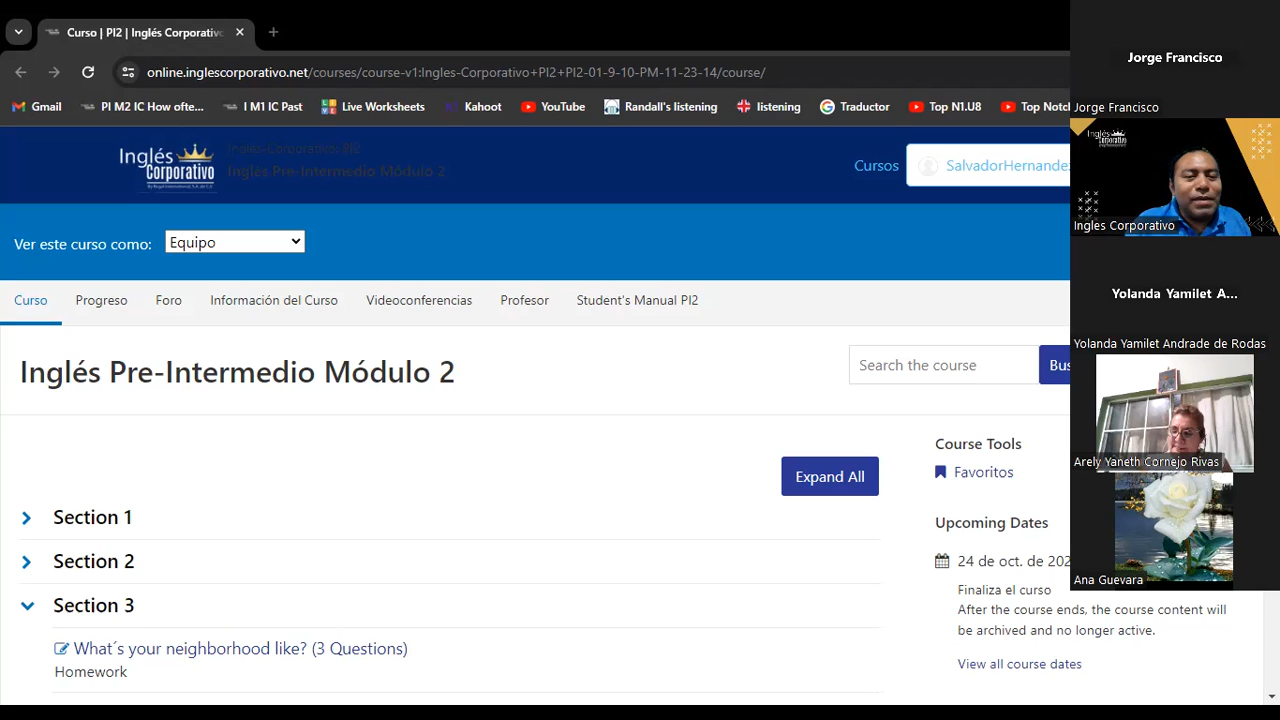 Curso | PI2 | Inglés Corporativo
online.inglescorporativo.net/courses/course-v1:Ingles-Corporativo+PI2+PI2-01-9-10-PM-11-23-14/course/
Gmail
PI M2 IC How ofte...
I M1 IC Past
Live Worksheets
Kahoot
YouTube
Randall's listening
listening
Traductor
Top N1.U8
Top Notch
Inglés Corporativo
Inglés-Corporativo: PI2
Inglés Pre-Intermedio Módulo 2
Cursos
SalvadorHernandez
Ver este curso como:
Equipo
Curso
Progreso
Foro
Información del Curso
Videoconferencias
Profesor
Student's Manual PI2
Inglés Pre-Intermedio Módulo 2
Search the course
Bus
Expand All
Section 1
Section 2
Section 3
What´s your neighborhood like? (3 Questions)
Homework
Course Tools
Favoritos
Upcoming Dates
24 de oct. de 202
Finaliza el curso
After the course ends, the course content will
be archived and no longer active.
View all course dates
Jorge Francisco
Jorge Francisco
Inglés
Corporativo
Ingles Corporativo
Yolanda Yamilet A...
Yolanda Yamilet Andrade de Rodas
Arely Yaneth Cornejo Rivas
Ana Guevara